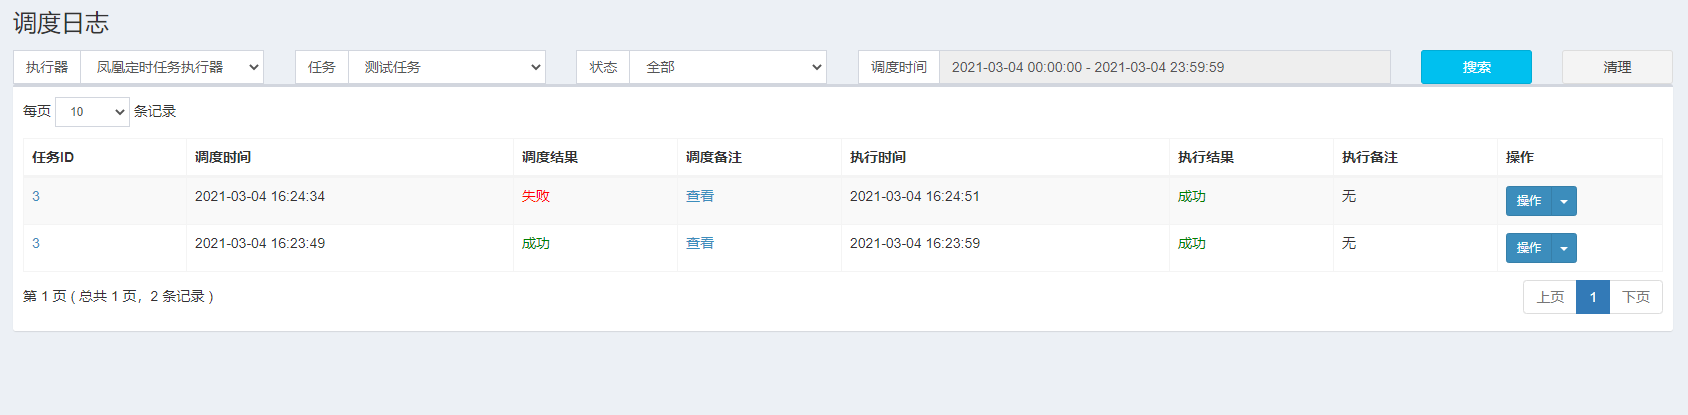 调度日志
执行器 凤凰定时任务执行器 任务 测试任务 状态 全部 调度时间 2021-03-04 00:00:00 - 2021-03-04 23:59:59 搜索 清理
每页 10 条记录
任务ID 调度时间 调度结果 调度备注 执行时间 执行结果 执行备注 操作
3 2021-03-04 16:24:34 失败 查看 2021-03-04 16:24:51 成功 无 操作
3 2021-03-04 16:23:49 成功 查看 2021-03-04 16:23:59 成功 无 操作
第 1 页 ( 总共 1 页，2 条记录 ) 上页 1 下页